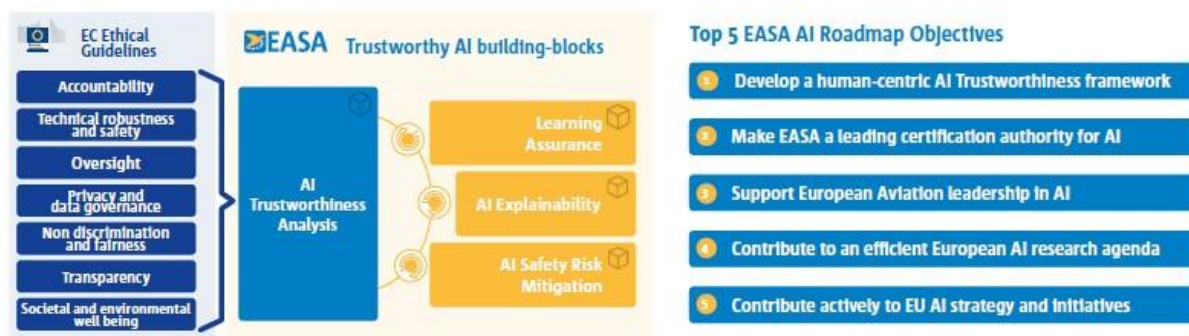 EC Ethical
Guidelines
Accountability
Technical robustness
and safety
Oversight
Privacy and
data governance
Non discrimination
and fairness
Transparency
Societal and environmental
well being
EASA Trustworthy AI building-blocks
AI
Trustworthiness
Analysis
Learning
Assurance
AI Explainability
AI Safety Risk
Mitigation
Top 5 EASA AI Roadmap Objectives
1 Develop a human-centric AI Trustworthiness framework
2 Make EASA a leading certification authority for AI
3 Support European Aviation leadership in AI
4 Contribute to an efficient European AI research agenda
5 Contribute actively to EU AI strategy and initiatives